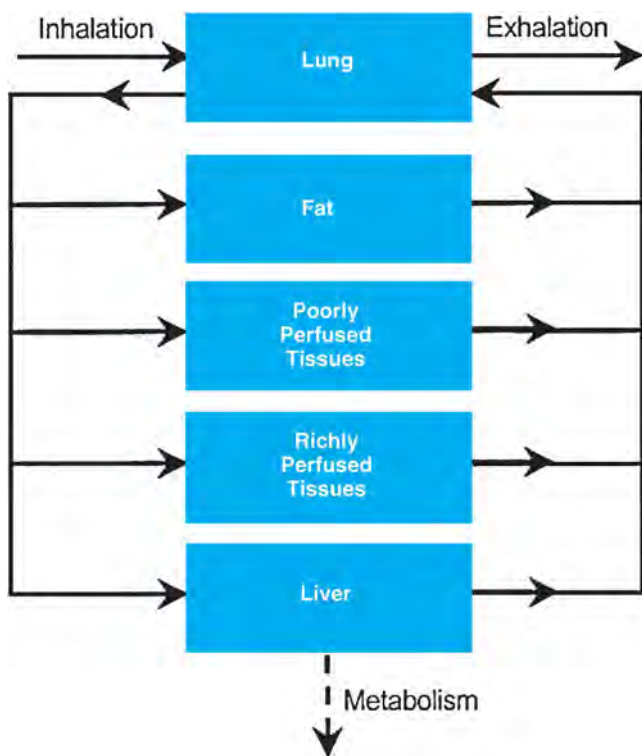 Inhalation
Exhalation
Lung
Fat
Poorly
Perfused
Tissues
Richly
Perfused
Tissues
Liver
Metabolism